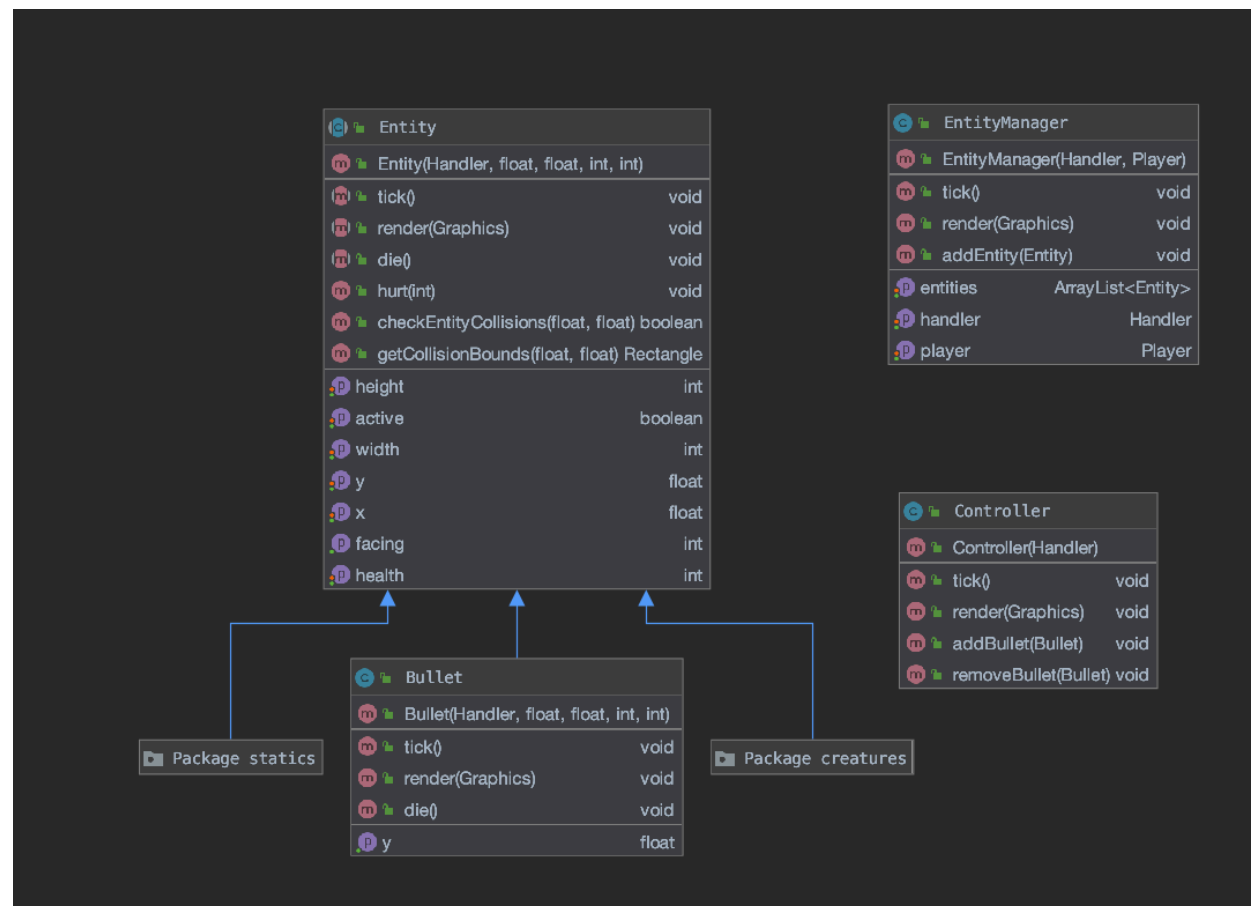 Entity
Entity(Handler, float, float, int, int)
tick() void
render(Graphics) void
die() void
hurt(int) void
checkEntityCollisions(float, float) boolean
getCollisionBounds(float, float) Rectangle
height int
active boolean
width int
y float
x float
facing int
health int
EntityManager
EntityManager(Handler, Player)
tick() void
render(Graphics) void
addEntity(Entity) void
entities ArrayList<Entity>
handler Handler
player Player
Controller
Controller(Handler)
tick() void
render(Graphics) void
addBullet(Bullet) void
removeBullet(Bullet) void
Bullet
Bullet(Handler, float, float, int, int)
tick() void
render(Graphics) void
die() void
y float
Package statics
Package creatures